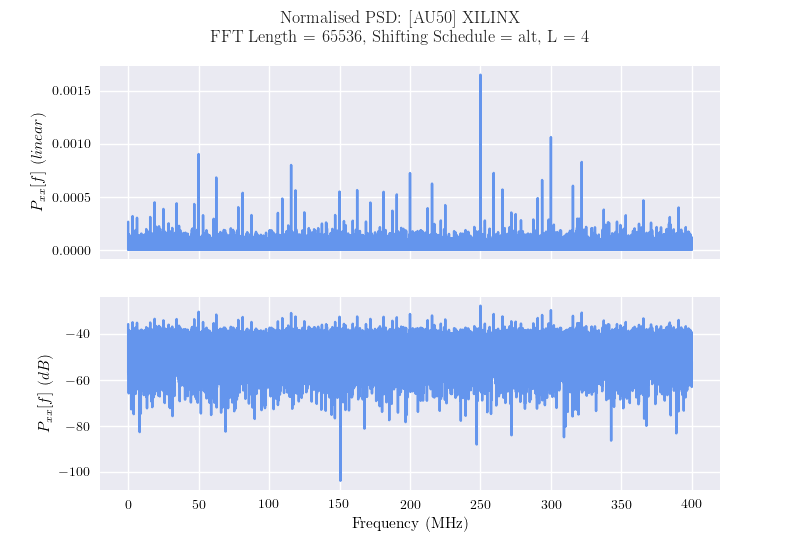 Normalised PSD: [AU50] XILINX
FFT Length = 65536, Shifting Schedule = alt, L = 4
0.0015
0.0010
0.0005
0.0000
P_{xx}[f] (linear)
−40
−60
−80
−100
P_{xx}[f] (dB)
0 50 100 150 200 250 300 350 400
Frequency (MHz)